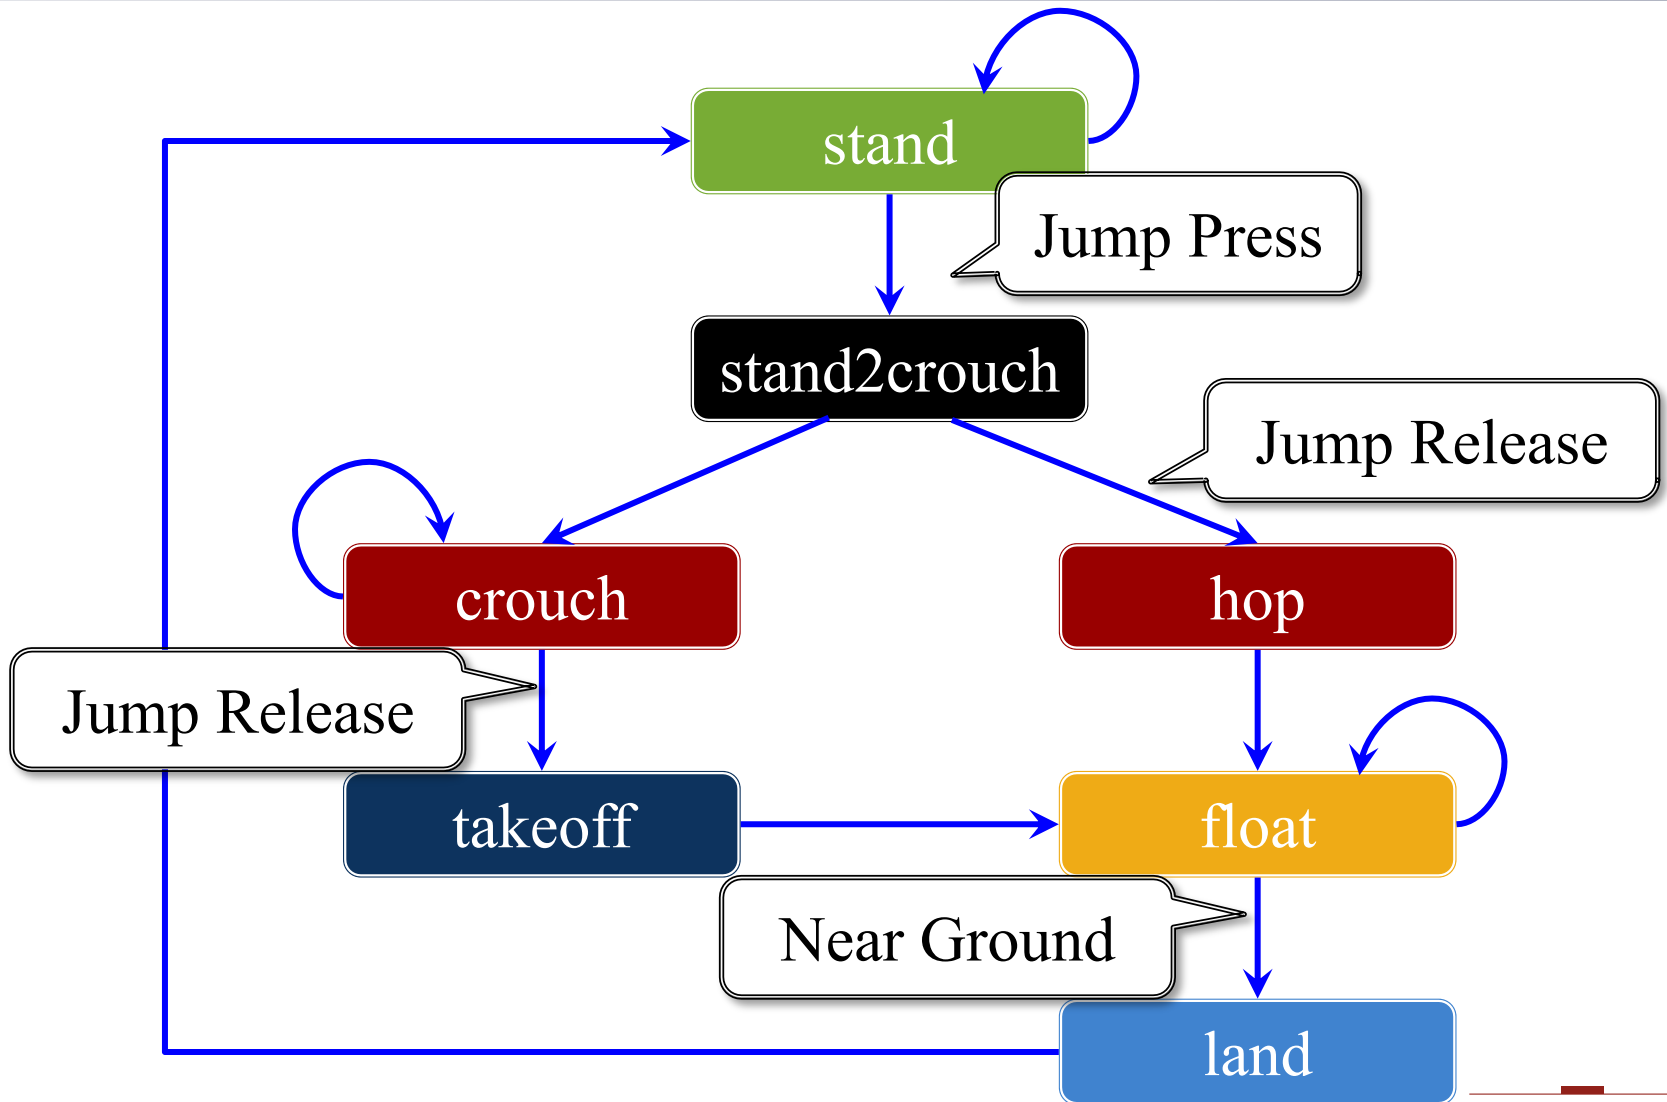 stand
Jump Press
stand2crouch
Jump Release
crouch
hop
Jump Release
takeoff
float
Near Ground
land